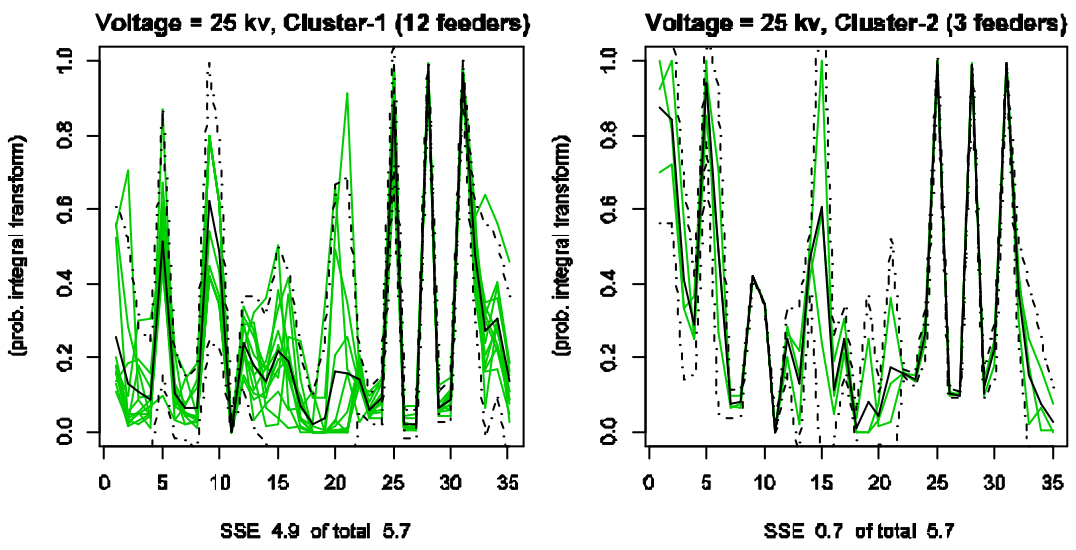 Voltage = 25 kv, Cluster-1 (12 feeders)
(prob. integral transform)
1.0
0.8
0.6
0.4
0.2
0.0
0 5 10 15 20 25 30 35
SSE 4.9 of total 5.7
Voltage = 25 kv, Cluster-2 (3 feeders)
(prob. integral transform)
1.0
0.8
0.6
0.4
0.2
0.0
0 5 10 15 20 25 30 35
SSE 0.7 of total 5.7